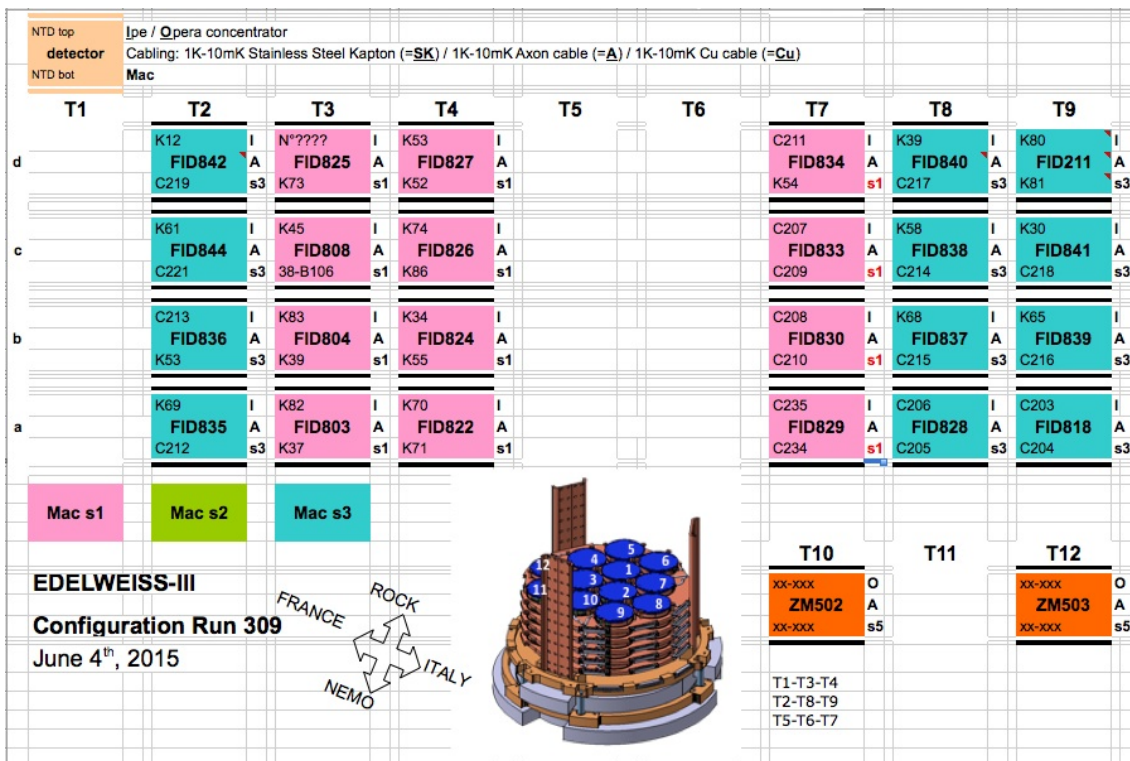 NTD top Ipe / Opera concentrator
detector Cabling: 1K-10mK Stainless Steel Kapton (=SK) / 1K-10mK Axon cable (=A) / 1K-10mK Cu cable (=Cu)
NTD bot Mac
T1 T2 T3 T4 T5 T6 T7 T8 T9
K12 I N°???? I K53 I C211 I K39 I K80 I
d FID842 A FID825 A FID827 A FID834 A FID840 A FID211 A
C219 s3 K73 s1 K52 s1 K54 s1 C217 s3 K81 s3
K61 I K45 I K74 I C207 I K58 I K30 I
c FID844 A FID808 A FID826 A FID833 A FID838 A FID841 A
C221 s3 38-B106 s1 K86 s1 C209 s1 C214 s3 C218 s3
C213 I K83 I K34 I C208 I K68 I K65 I
b FID836 A FID804 A FID824 A FID830 A FID837 A FID839 A
K53 s3 K39 s1 K55 s1 C210 s1 C215 s3 C216 s3
K69 I K82 I K70 I C235 I C206 I C203 I
a FID835 A FID803 A FID822 A FID829 A FID828 A FID818 A
C212 s3 K37 s1 K71 s1 C234 s1 C205 s3 C204 s3
Mac s1 Mac s2 Mac s3
T10 T11 T12
xx-xxx O xx-xxx O
ZM502 A ZM503 A
xx-xxx s5 xx-xxx s5
EDELWEISS-III
Configuration Run 309
June 4th, 2015
FRANCE ROCK
NEMO ITALY
5
12 4 1 6
11 3 2 7
10 9 8
T1-T3-T4
T2-T8-T9
T5-T6-T7